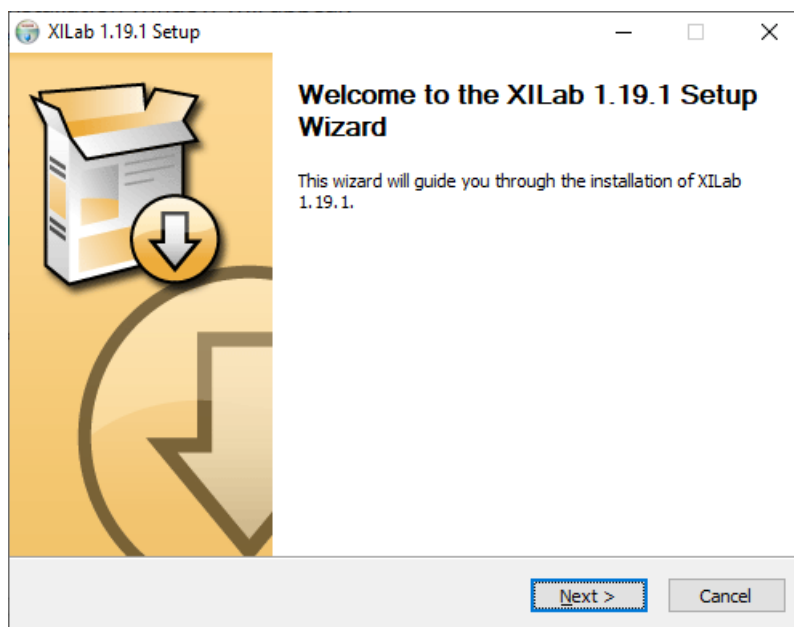 XILab 1.19.1 Setup
Welcome to the XILab 1.19.1 Setup
Wizard
This wizard will guide you through the installation of XILab
1.19.1.
Next >
Cancel